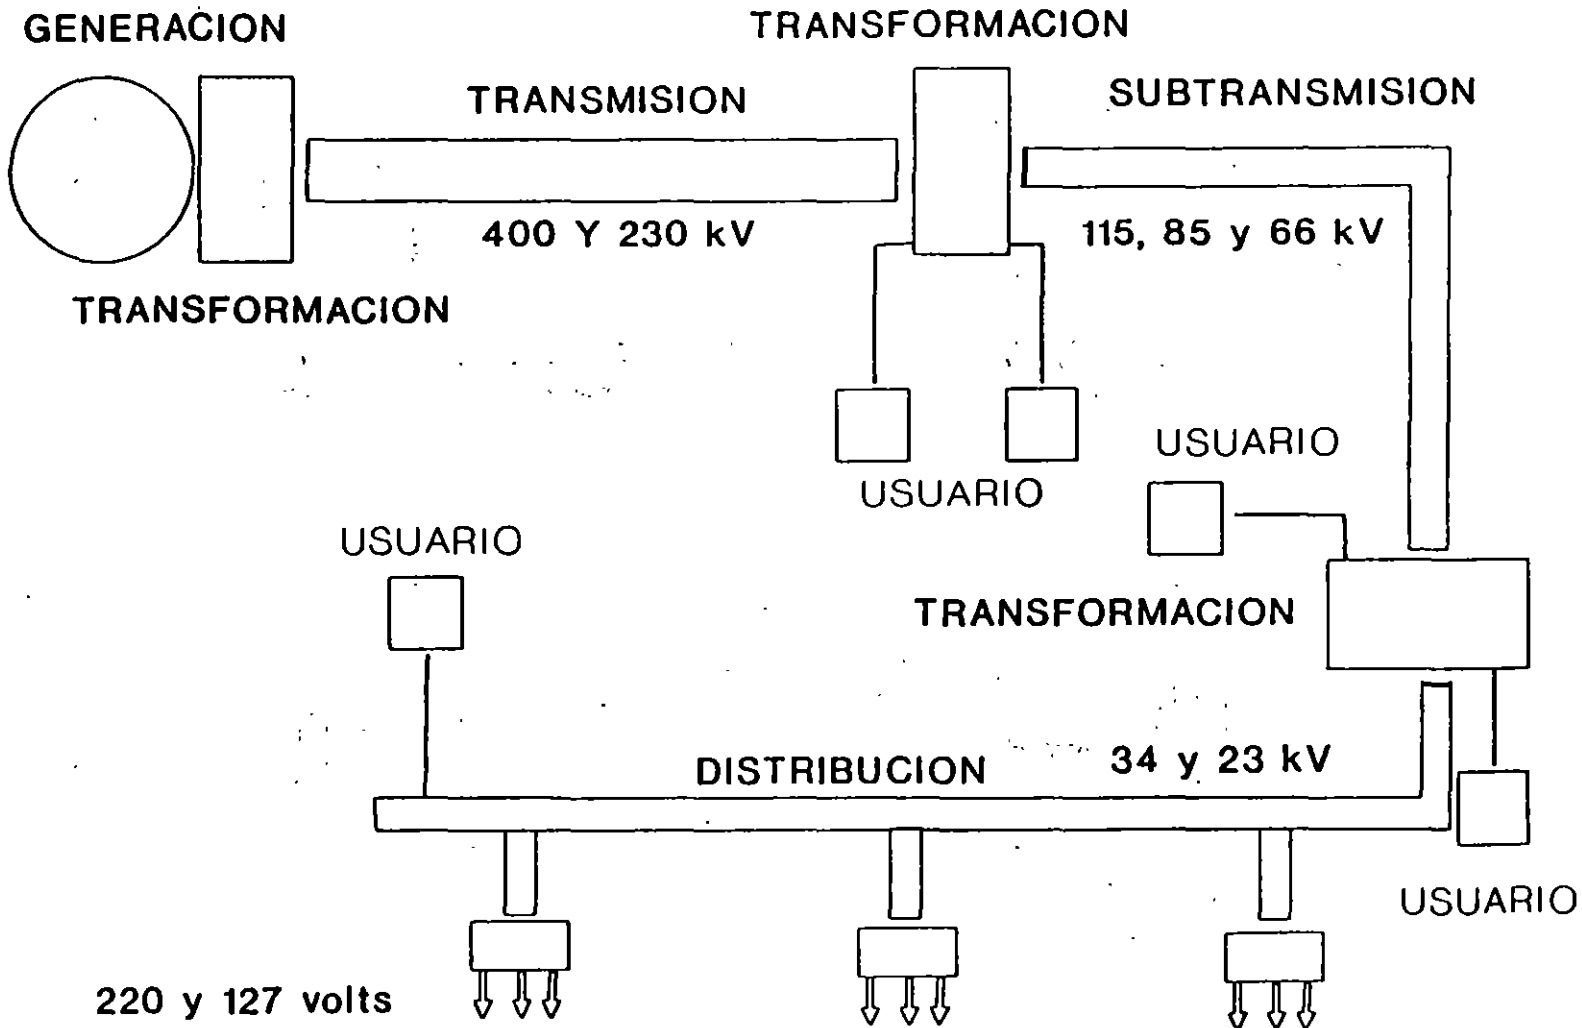 GENERACION
TRANSFORMACION
TRANSMISION
SUBTRANSMISION
400 Y 230 kV
115, 85 y 66 kV
TRANSFORMACION
USUARIO
USUARIO
USUARIO
TRANSFORMACION
DISTRIBUCION
34 y 23 kV
USUARIO
220 y 127 volts